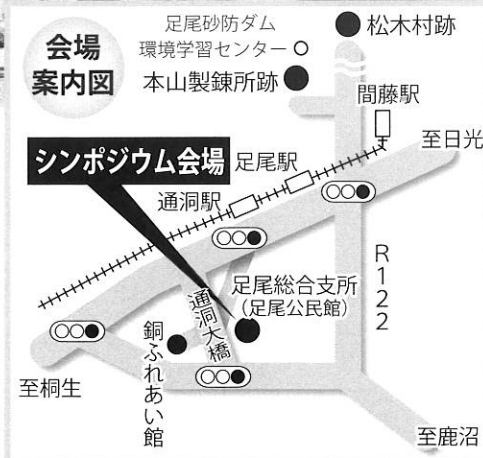 会場
案内図
足尾砂防ダム
環境学習センター
松木村跡
本山製錬所跡
間藤駅
至日光
シンポジウム会場
足尾駅
通洞駅
R122
足尾総合支所
(足尾公民館)
通洞大橋
銅ふれあい館
至桐生
至鹿沼